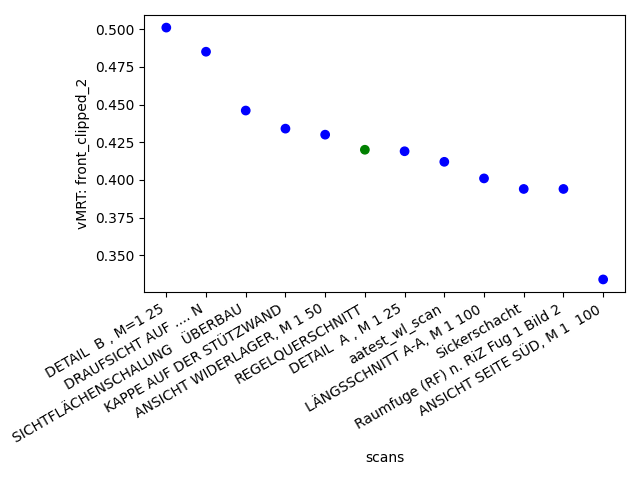 0.500
0.475
0.450
0.425
0.400
0.375
0.350
vMRT: front_clipped_2
DETAIL  B , M=1 25
DRAUFSICHT AUF .... N
SICHTFLÄCHENSCHALUNG   ÜBERBAU
KAPPE AUF DER STÜTZWAND
ANSICHT WIDERLAGER, M 1 50
REGELQUERSCHNITT
DETAIL  A , M 1 25
aatest_wl_scan
LÄNGSSCHNITT A-A, M 1 100
Sickerschacht
Raumfuge (RF) n. RiZ Fug 1 Bild 2
ANSICHT SEITE SÜD, M 1  100
scans